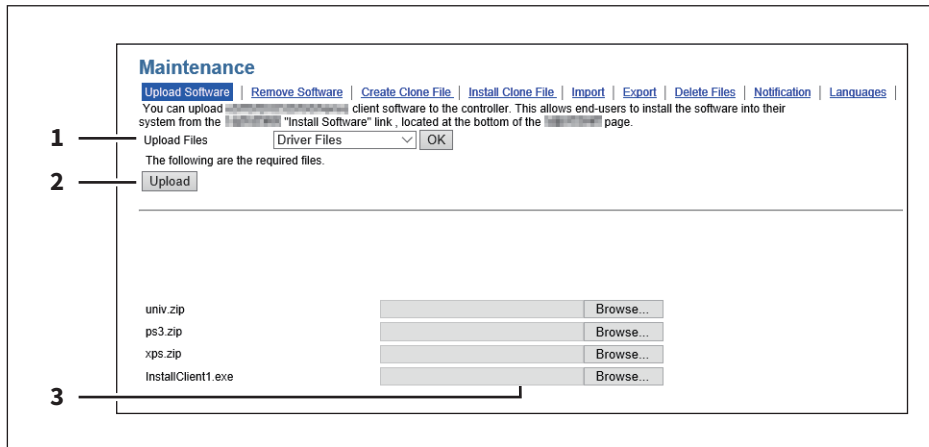 Maintenance
Upload Software | Remove Software | Create Clone File | Install Clone File | Import | Export | Delete Files | Notification | Languages |
You can upload client software to the controller. This allows end-users to install the software into their
system from the "Install Software" link , located at the bottom of the page.
1
Upload Files Driver Files OK
The following are the required files.
2
Upload
univ.zip Browse...
ps3.zip Browse...
xps.zip Browse...
InstallClient1.exe Browse...
3